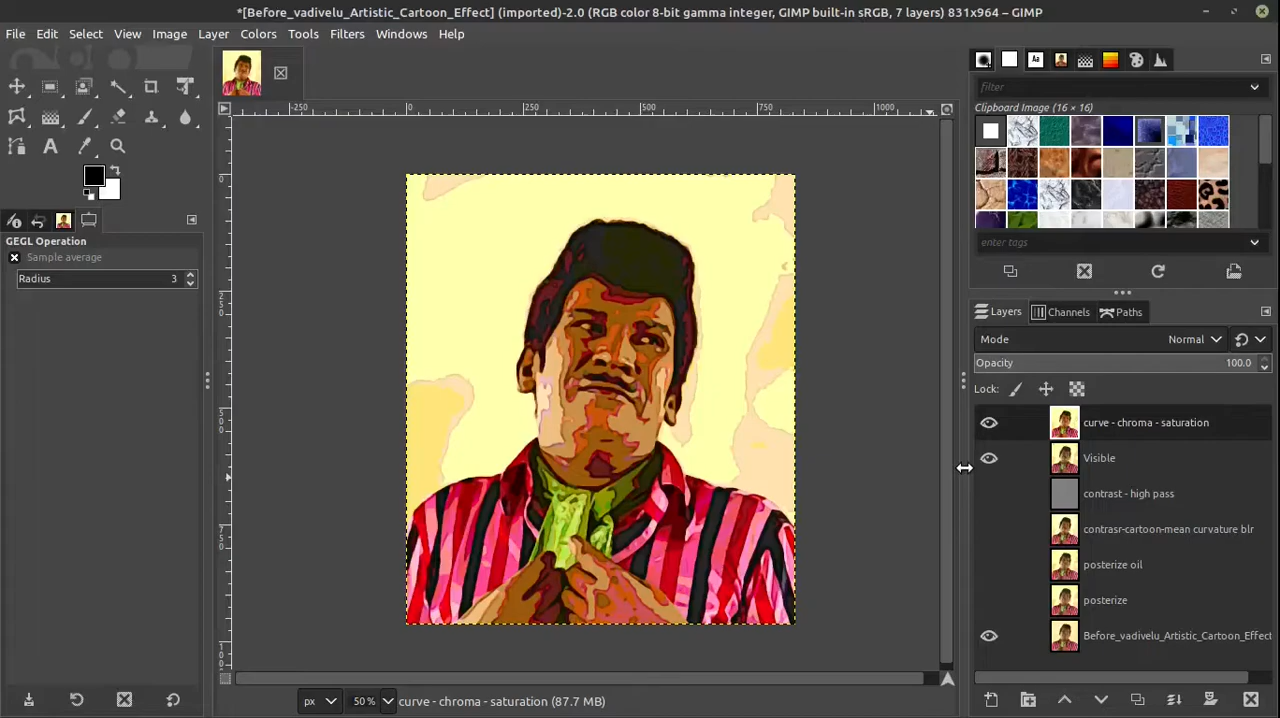 *[Before_vadivelu_Artistic_Cartoon_Effect] (imported)-2.0 (RGB color 8-bit gamma integer, GIMP built-in sRGB, 7 layers) 831x964 – GIMP
File Edit Select View Image Layer Colors Tools Filters Windows Help
filter
Clipboard Image (16 × 16)
-250 0 250 500 750 1000
0
250
500
750
GEGL Operation
Sample average
Radius 3
enter tags
Layers Channels Paths
Mode Normal
Opacity 100.0
Lock:
curve - chroma - saturation
Visible
contrast - high pass
contrasr-cartoon-mean curvature blr
posterize oil
posterize
Before_vadivelu_Artistic_Cartoon_Effect
px 50 % curve - chroma - saturation (87.7 MB)